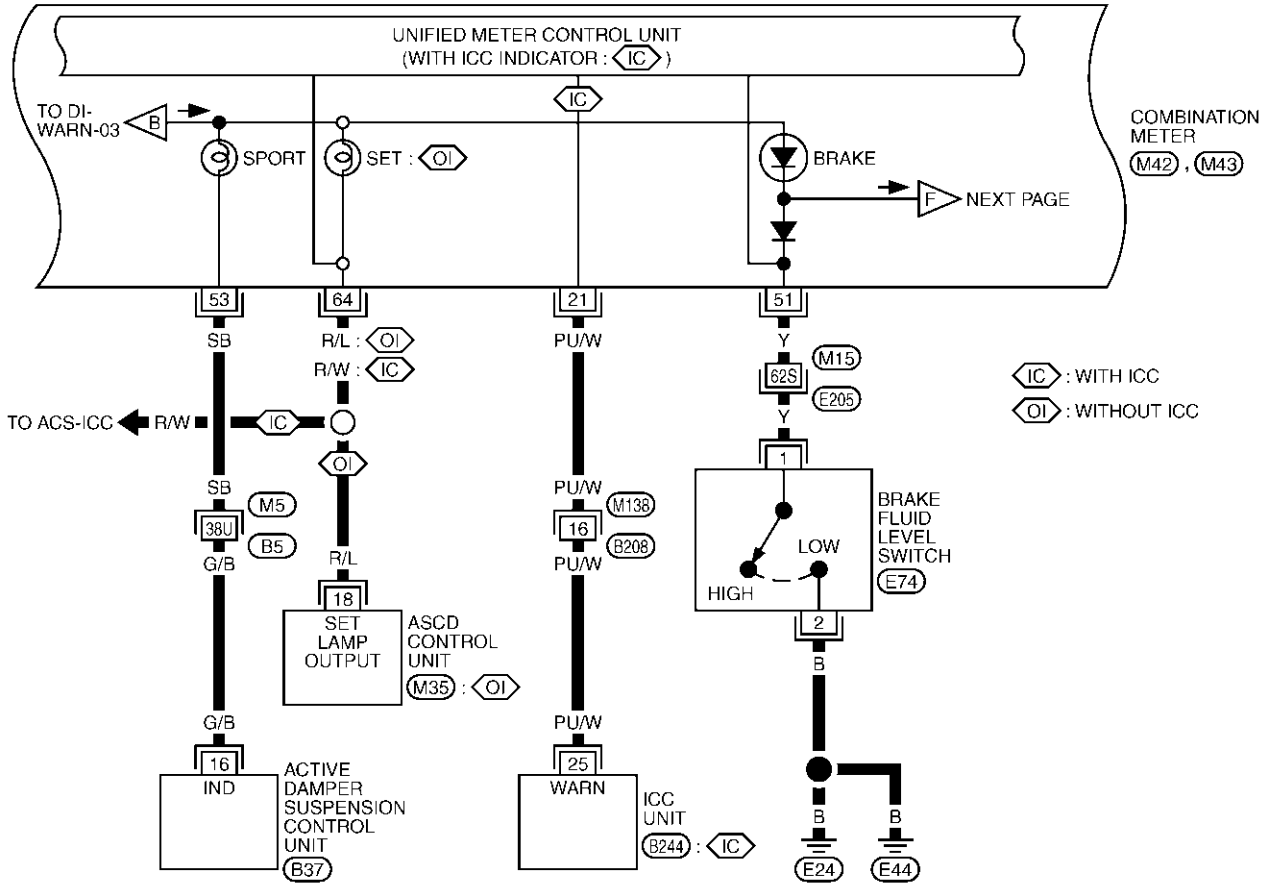 UNIFIED METER CONTROL UNIT
(WITH ICC INDICATOR : IC )
IC
TO DI-
WARN-03
B
SPORT
SET : OI
BRAKE
F
NEXT PAGE
COMBINATION
METER
M42 , M43
53
64
21
51
SB
R/L : OI
PU/W
Y
R/W : IC
62S
M15
E205
Y
IC : WITH ICC
OI : WITHOUT ICC
TO ACS-ICC
R/W
IC
OI
1
SB
38U
M5
B5
G/B
PU/W
16
M138
B208
PU/W
HIGH
LOW
BRAKE
FLUID
LEVEL
SWITCH
E74
2
R/L
18
SET
LAMP
OUTPUT
ASCD
CONTROL
UNIT
M35 : OI
B
G/B
16
IND
ACTIVE
DAMPER
SUSPENSION
CONTROL
UNIT
B37
PU/W
25
WARN
ICC
UNIT
B244 : IC
B
B
E24
E44